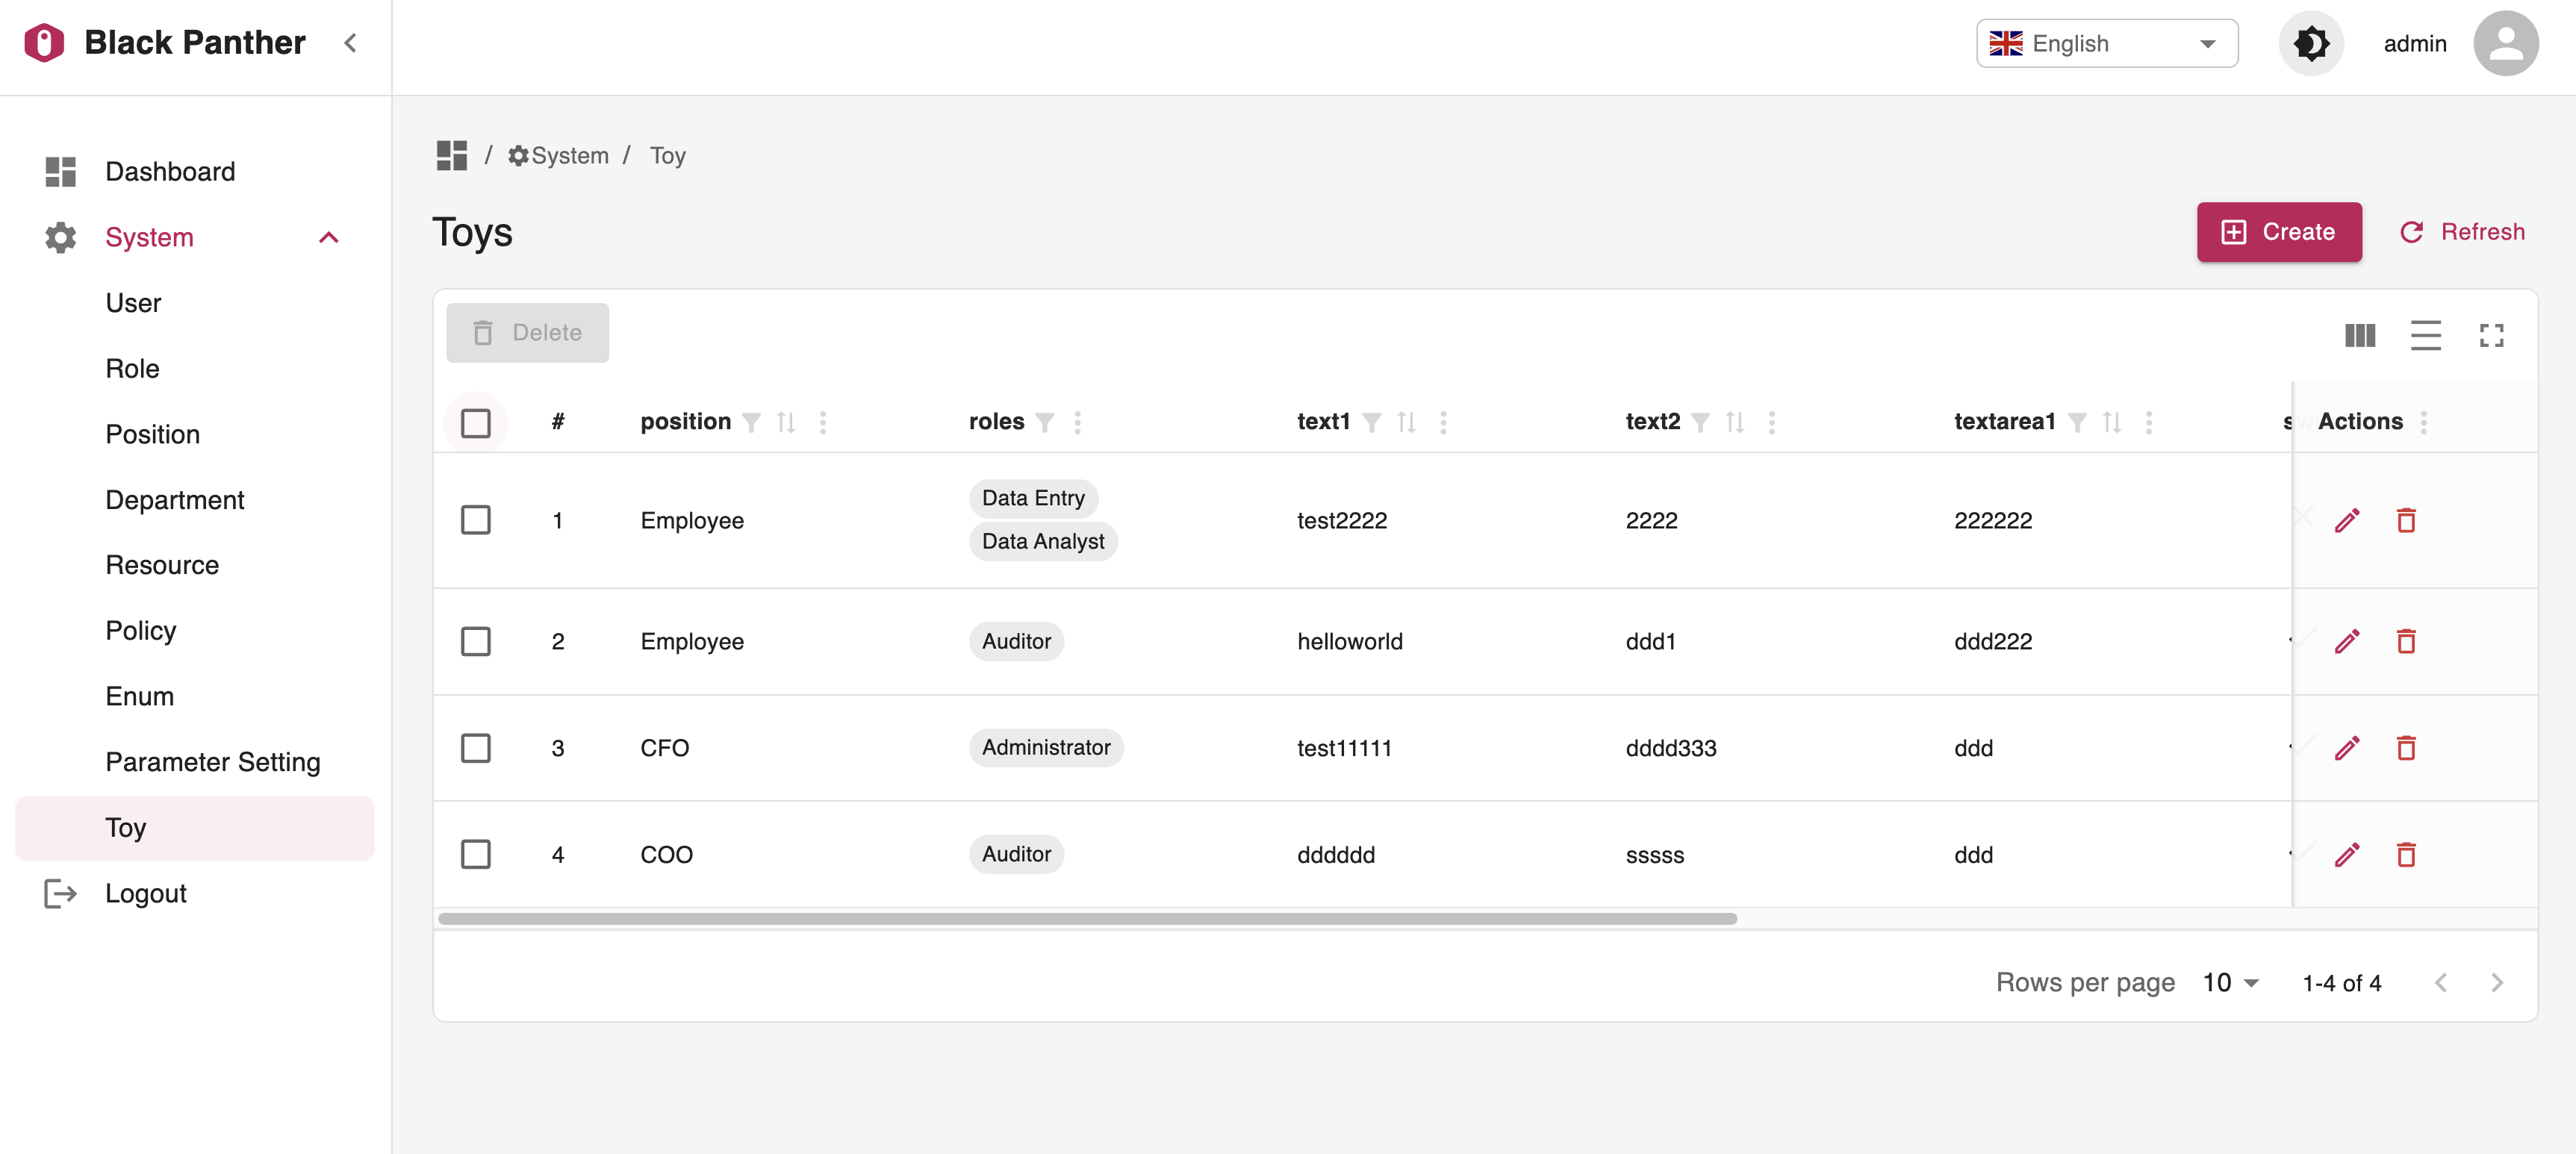 Black Panther
English
admin
Dashboard
System
User
Role
Position
Department
Resource
Policy
Enum
Parameter Setting
Toy
Logout
/ System / Toy
Toys
Create
Refresh
Delete
# position roles text1 text2 textarea1 Actions
1 Employee Data Entry Data Analyst test2222 2222 222222
2 Employee Auditor helloworld ddd1 ddd222
3 CFO Administrator test11111 dddd333 ddd
4 COO Auditor dddddd sssss ddd
Rows per page 10 1-4 of 4